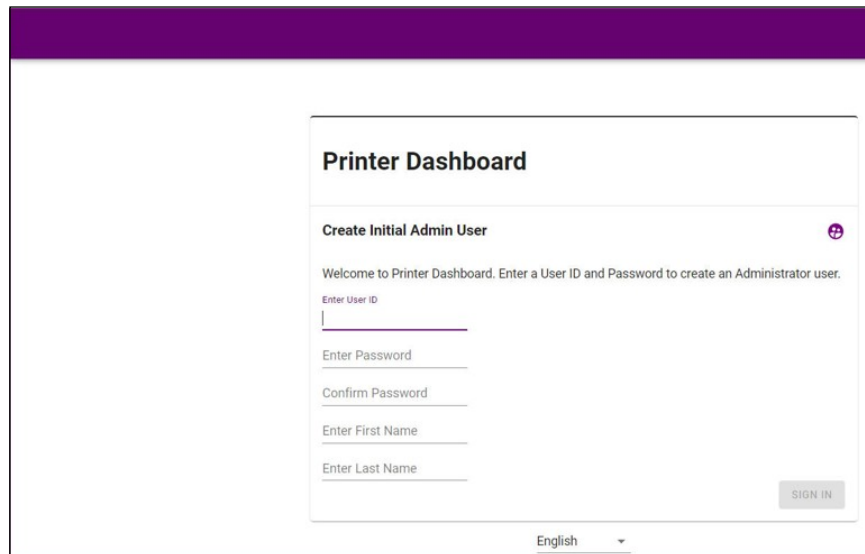 Printer Dashboard
Create Initial Admin User
Welcome to Printer Dashboard. Enter a User ID and Password to create an Administrator user.
Enter User ID
Enter Password
Confirm Password
Enter First Name
Enter Last Name
SIGN IN
English